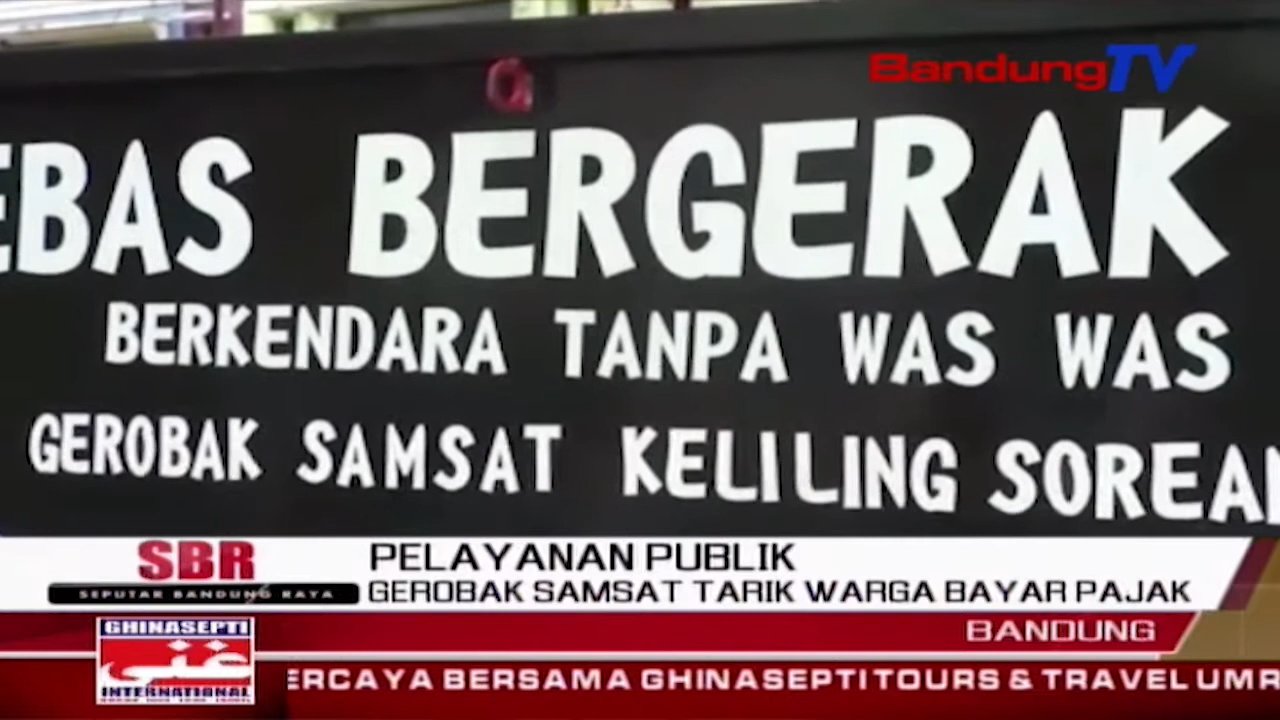 BandungTV
EBAS BERGERAK
BERKENDARA TANPA WAS WAS
GEROBAK SAMSAT KELILING SOREAN
SBR
SEPUTAR BANDUNG RAYA
PELAYANAN PUBLIK
GEROBAK SAMSAT TARIK WARGA BAYAR PAJAK
BANDUNG
GHINASEPTI
غني
INTERNATIONAL
ERCAYA BERSAMA GHINASEPTI TOURS & TRAVEL UMR